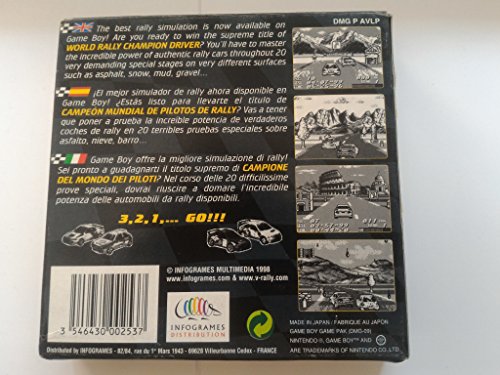 The best rally simulation is now available on
Game Boy! Are you ready to win the supreme title of
WORLD RALLY CHAMPION DRIVER? You'll have to master
the incredible power of authentic rally cars throughout 20
very demanding special stages on very different surfaces
such as asphalt, snow, mud, gravel...
¡El mejor simulador de rally ahora disponible en
Game Boy! ¿Estás listo para llevarte el título de
CAMPEÓN MUNDIAL DE PILOTOS DE RALLY? Vas a tener
que poner a prueba la increíble potencia de verdaderos
coches de rally en 20 terribles pruebas especiales sobre
asfalto, nieve, barro...
Game Boy offre la migliore simulazione di rally!
Sei pronto a guadagnarti il titolo supremo di CAMPIONE
DEL MONDO DEI PILOTI? Nel corso delle 20 difficilissime
prove speciali, dovrai riuscire a domare l'incredibile
potenza delle automobili da rally disponibili.
3,2,1,... GO!!!
© INFOGRAMES MULTIMEDIA 1998
www.infogrames.com & www.v-rally.com
3 546430 002537
INFOGRAMES
DISTRIBUTION
Distributed by INFOGRAMES - 82/84, rue du 1er Mars 1943 - 69628 Villeurbanne Cedex - FRANCE
DMG P AVLP
MADE IN JAPAN / FABRIQUE AU JAPON
GAME BOY GAME PAK (DMG-09)
NINTENDO®, GAME BOY™ AND
ARE TRADEMARKS OF NINTENDO CO., LTD.